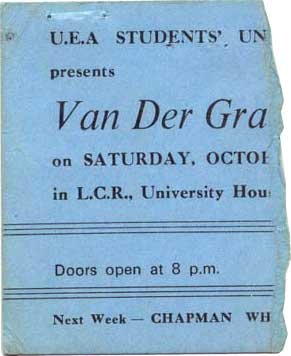 U.E.A STUDENTS' UN
presents
Van Der Gra
on SATURDAY, OCTOB
in L.C.R., University Hou
Doors open at 8 p.m.
Next Week — CHAPMAN WH